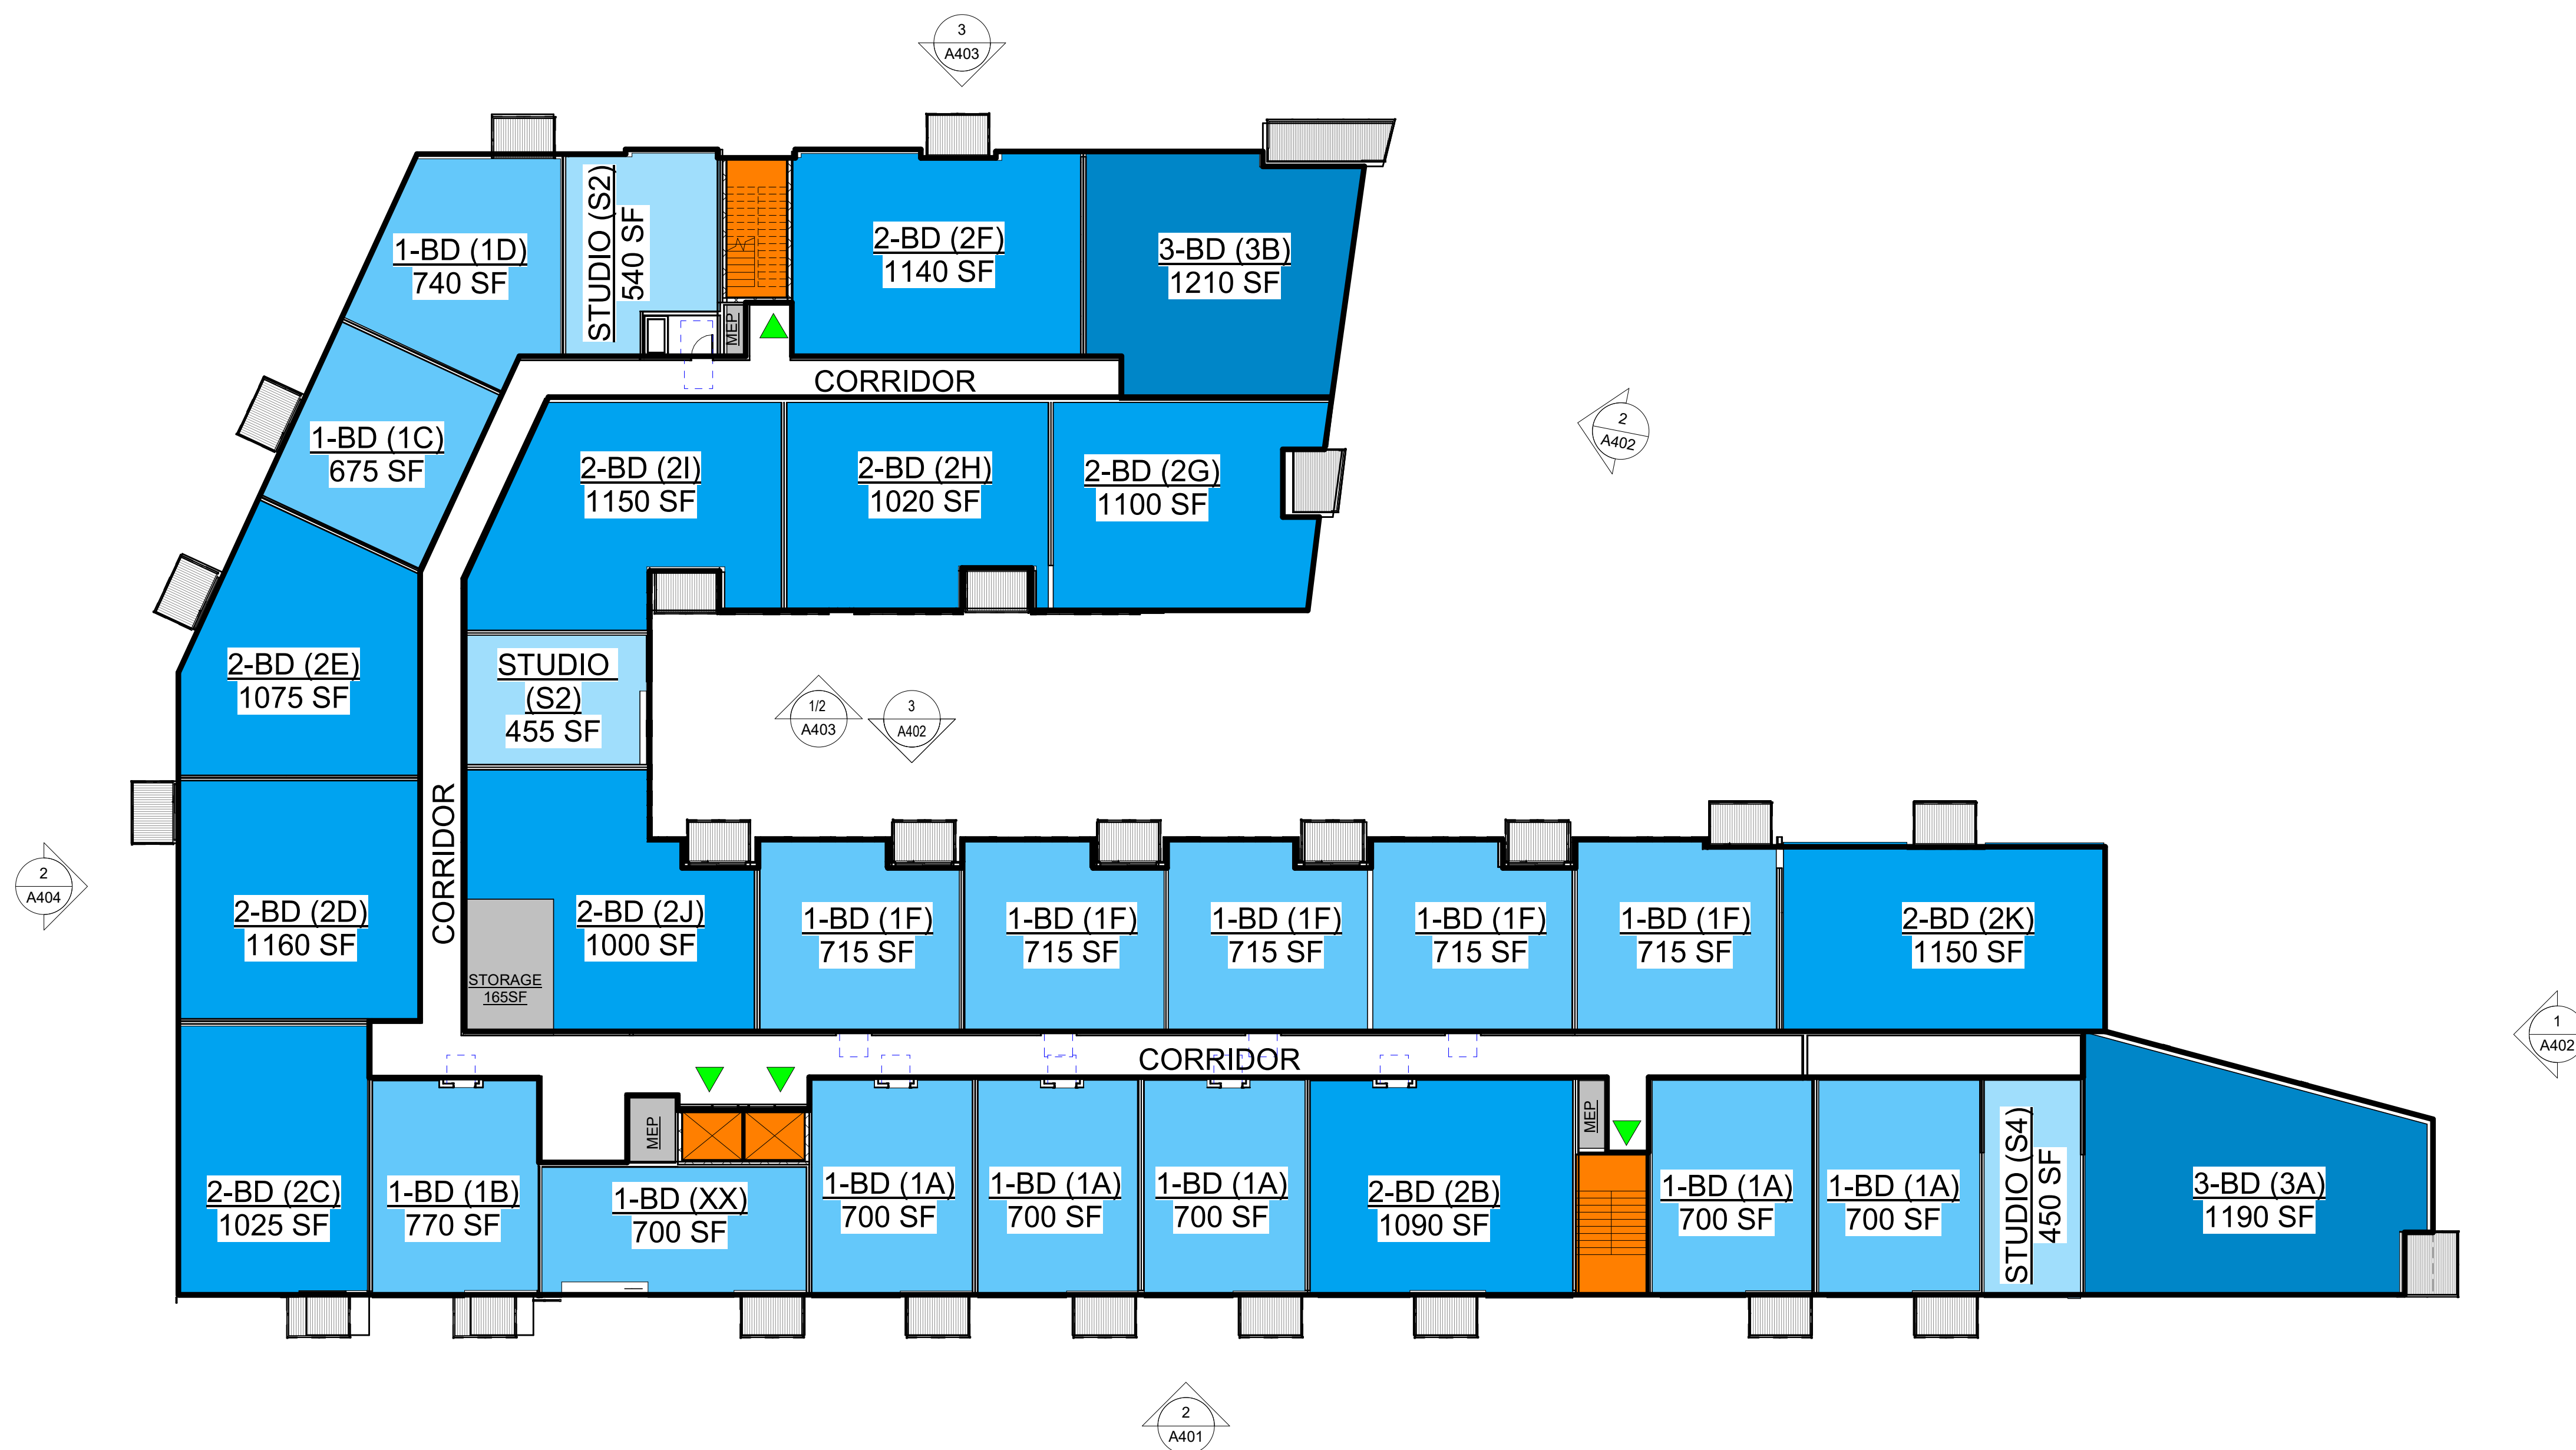 3
A403
1-BD (1D)
740 SF
STUDIO (S2)
540 SF
MEP
2-BD (2F)
1140 SF
3-BD (3B)
1210 SF
CORRIDOR
1-BD (1C)
675 SF
2-BD (2I)
1150 SF
2-BD (2H)
1020 SF
2-BD (2G)
1100 SF
2
A402
2-BD (2E)
1075 SF
STUDIO
(S2)
455 SF
1/2
A403
3
A402
2
A404
2-BD (2D)
1160 SF
CORRIDOR
2-BD (2J)
1000 SF
STORAGE
165SF
1-BD (1F)
715 SF
1-BD (1F)
715 SF
1-BD (1F)
715 SF
1-BD (1F)
715 SF
1-BD (1F)
715 SF
2-BD (2K)
1150 SF
1
A402
CORRIDOR
2-BD (2C)
1025 SF
1-BD (1B)
770 SF
MEP
1-BD (XX)
700 SF
1-BD (1A)
700 SF
1-BD (1A)
700 SF
1-BD (1A)
700 SF
2-BD (2B)
1090 SF
MEP
1-BD (1A)
700 SF
1-BD (1A)
700 SF
STUDIO (S4)
450 SF
3-BD (3A)
1190 SF
2
A401